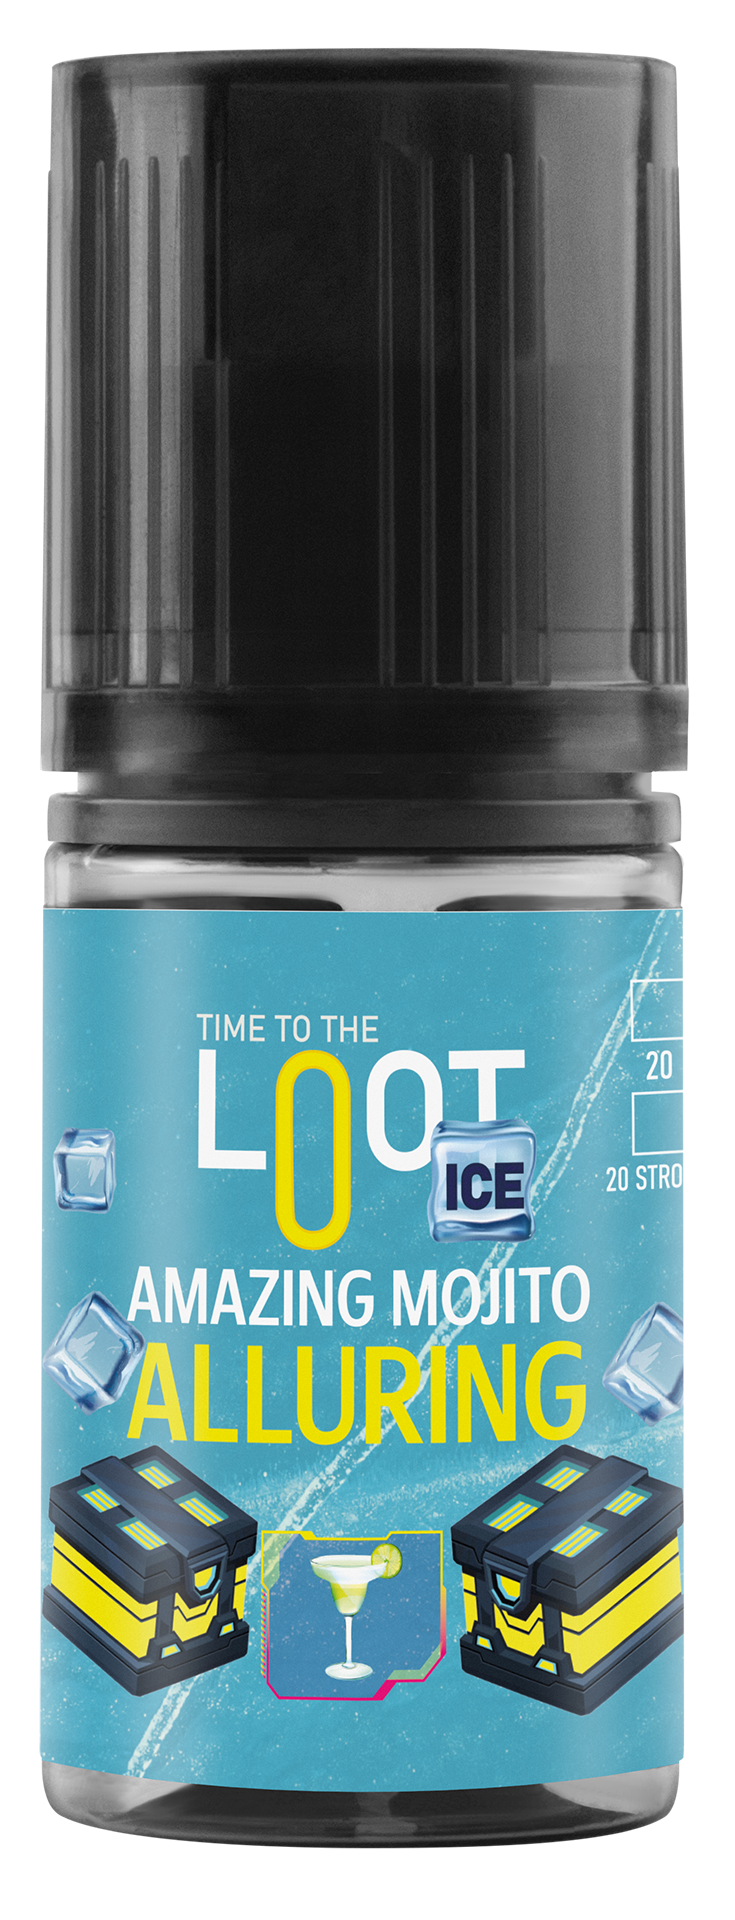 TIME TO THE
LOOT
ICE
20
20 STRO
AMAZING MOJITO
ALLURING